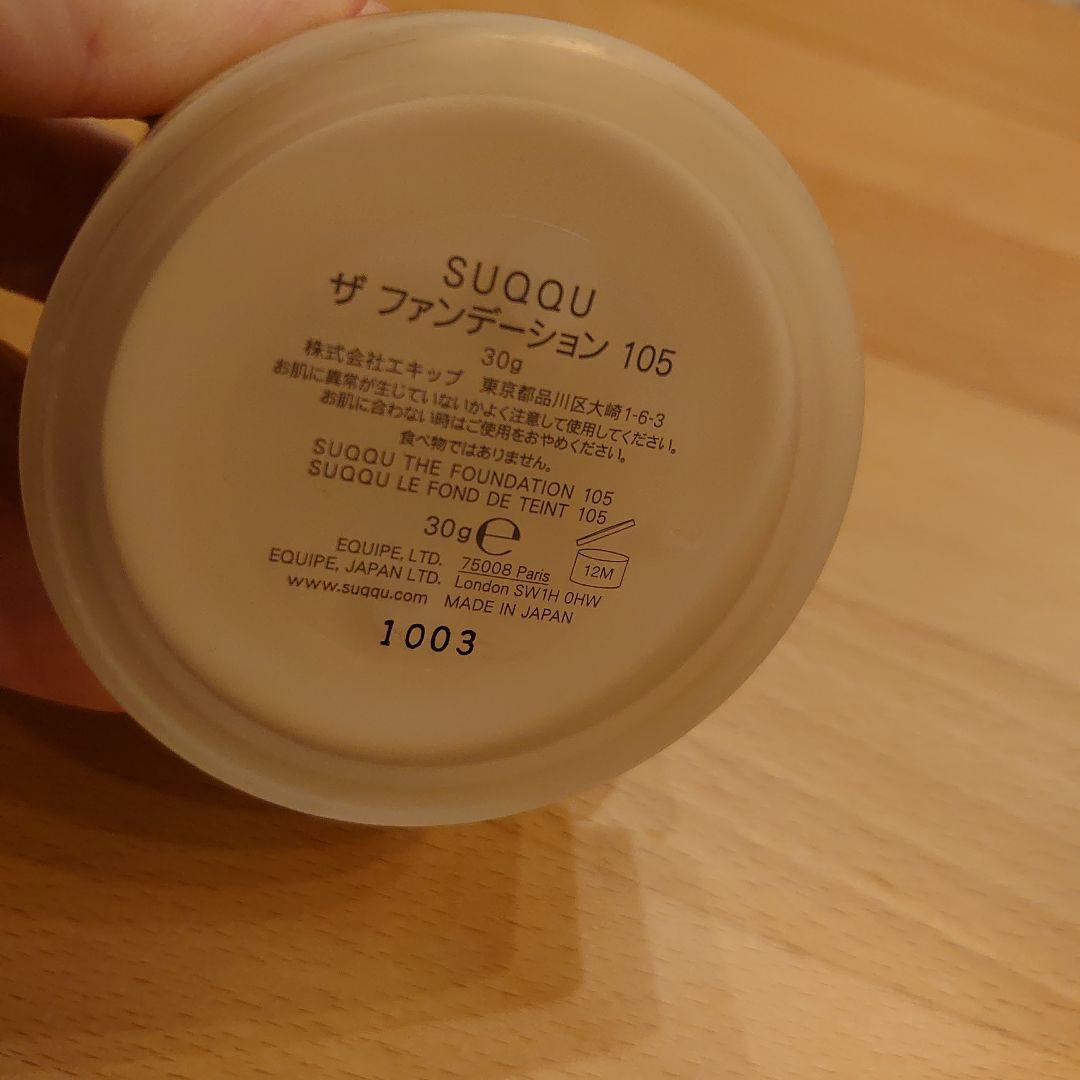 SUQQU
ザ ファンデーション 105
30g
株式会社エキップ 東京都品川区大崎1-6-3
お肌に異常が生じていないかよく注意して使用してください。
お肌に合わない時はご使用をおやめください。
食べ物ではありません。
SUQQU THE FOUNDATION 105
SUQQU LE FOND DE TEINT 105
30g e
12M
EQUIPE, LTD. 75008 Paris
EQUIPE, JAPAN LTD. London SW1H 0HW
www.suqqu.com MADE IN JAPAN
1003